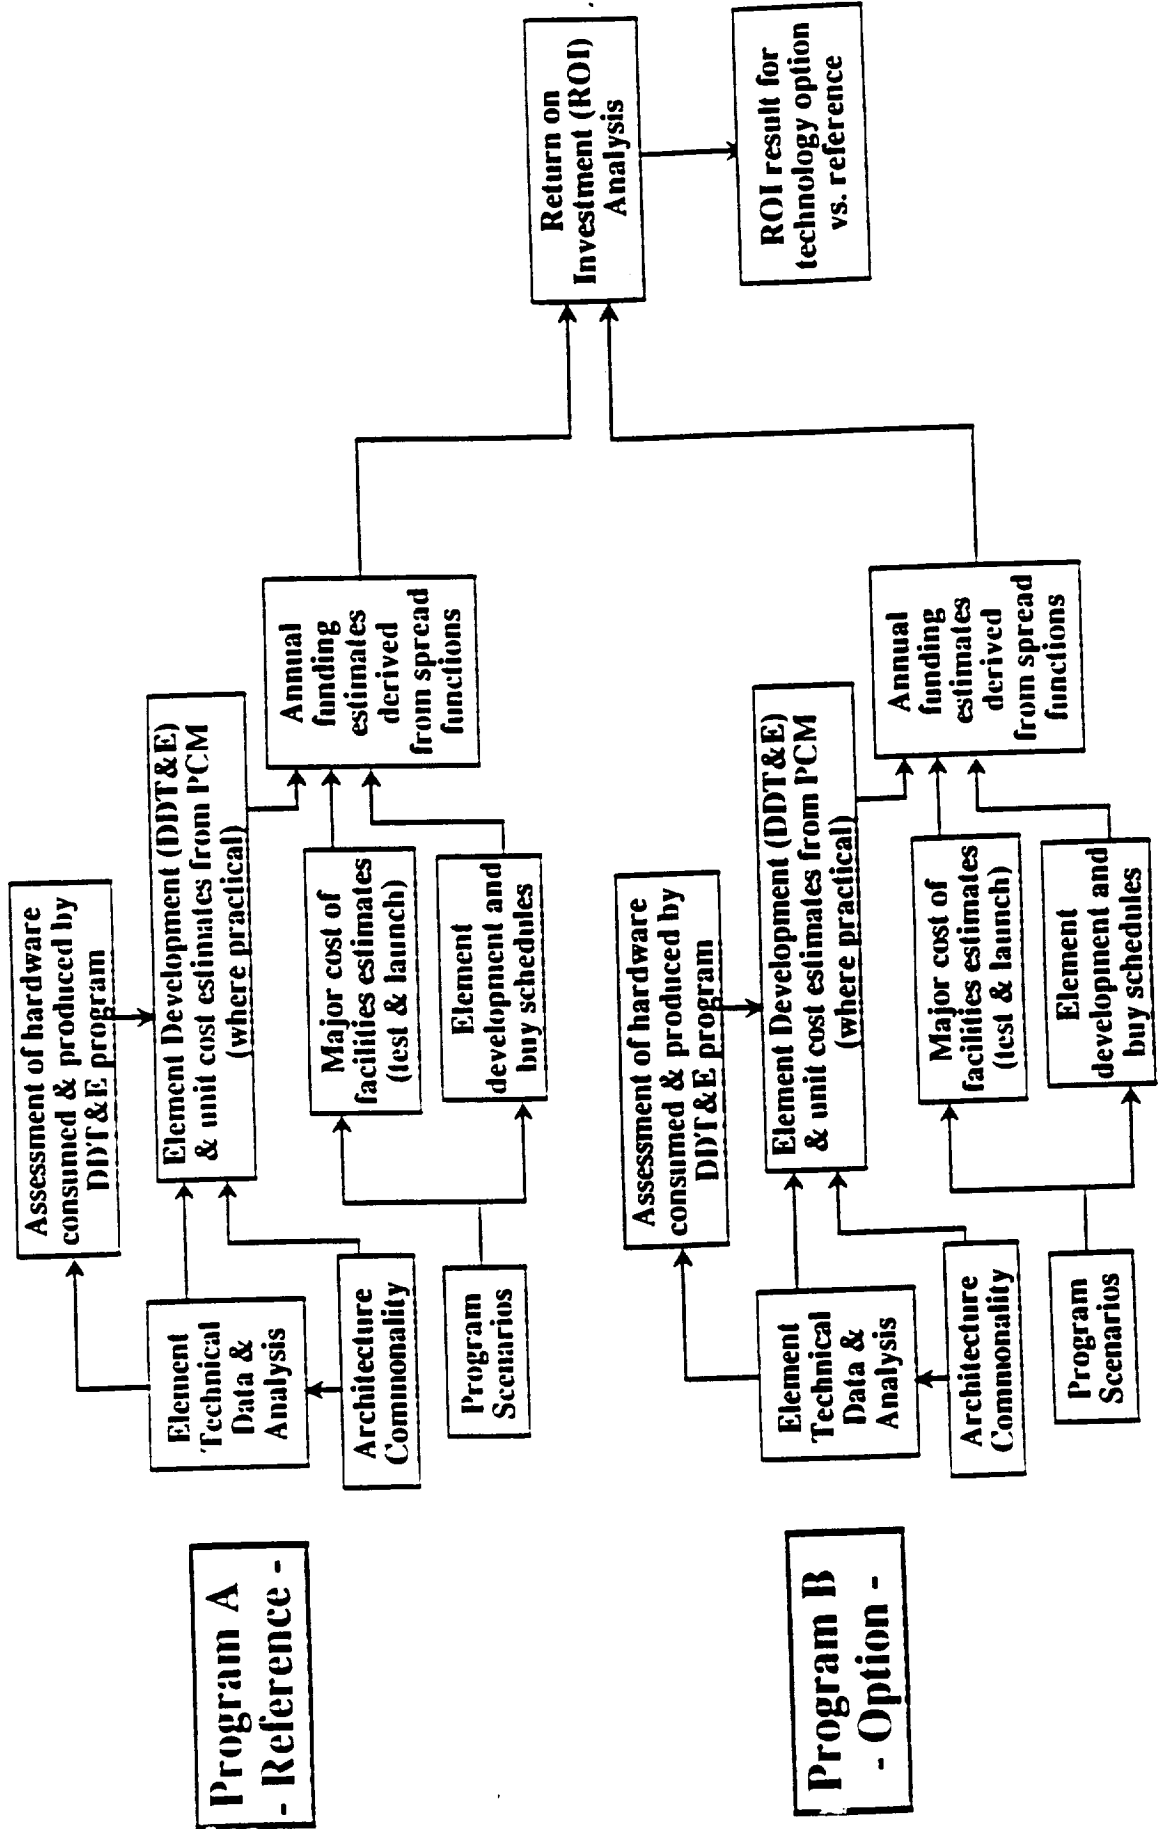 Program A
- Reference -
Element
Technical
Data &
Analysis
Architecture
Commonality
Program
Scenarios
Assessment of hardware
consumed & produced by
DDT&E program
Element Development (DDT&E)
& unit cost estimates from PCM
(where practical)
Major cost of
facilities estimates
(test & launch)
Element
development and
buy schedules
Annual
funding
estimates
derived
from spread
functions
Program B
- Option -
Element
Technical
Data &
Analysis
Architecture
Commonality
Program
Scenarios
Assessment of hardware
consumed & produced by
DDT&E program
Element Development (DDT&E)
& unit cost estimates from PCM
(where practical)
Major cost of
facilities estimates
(test & launch)
Element
development and
buy schedules
Annual
funding
estimates
derived
from spread
functions
Return on
Investment (ROI)
Analysis
ROI result for
technology option
vs. reference